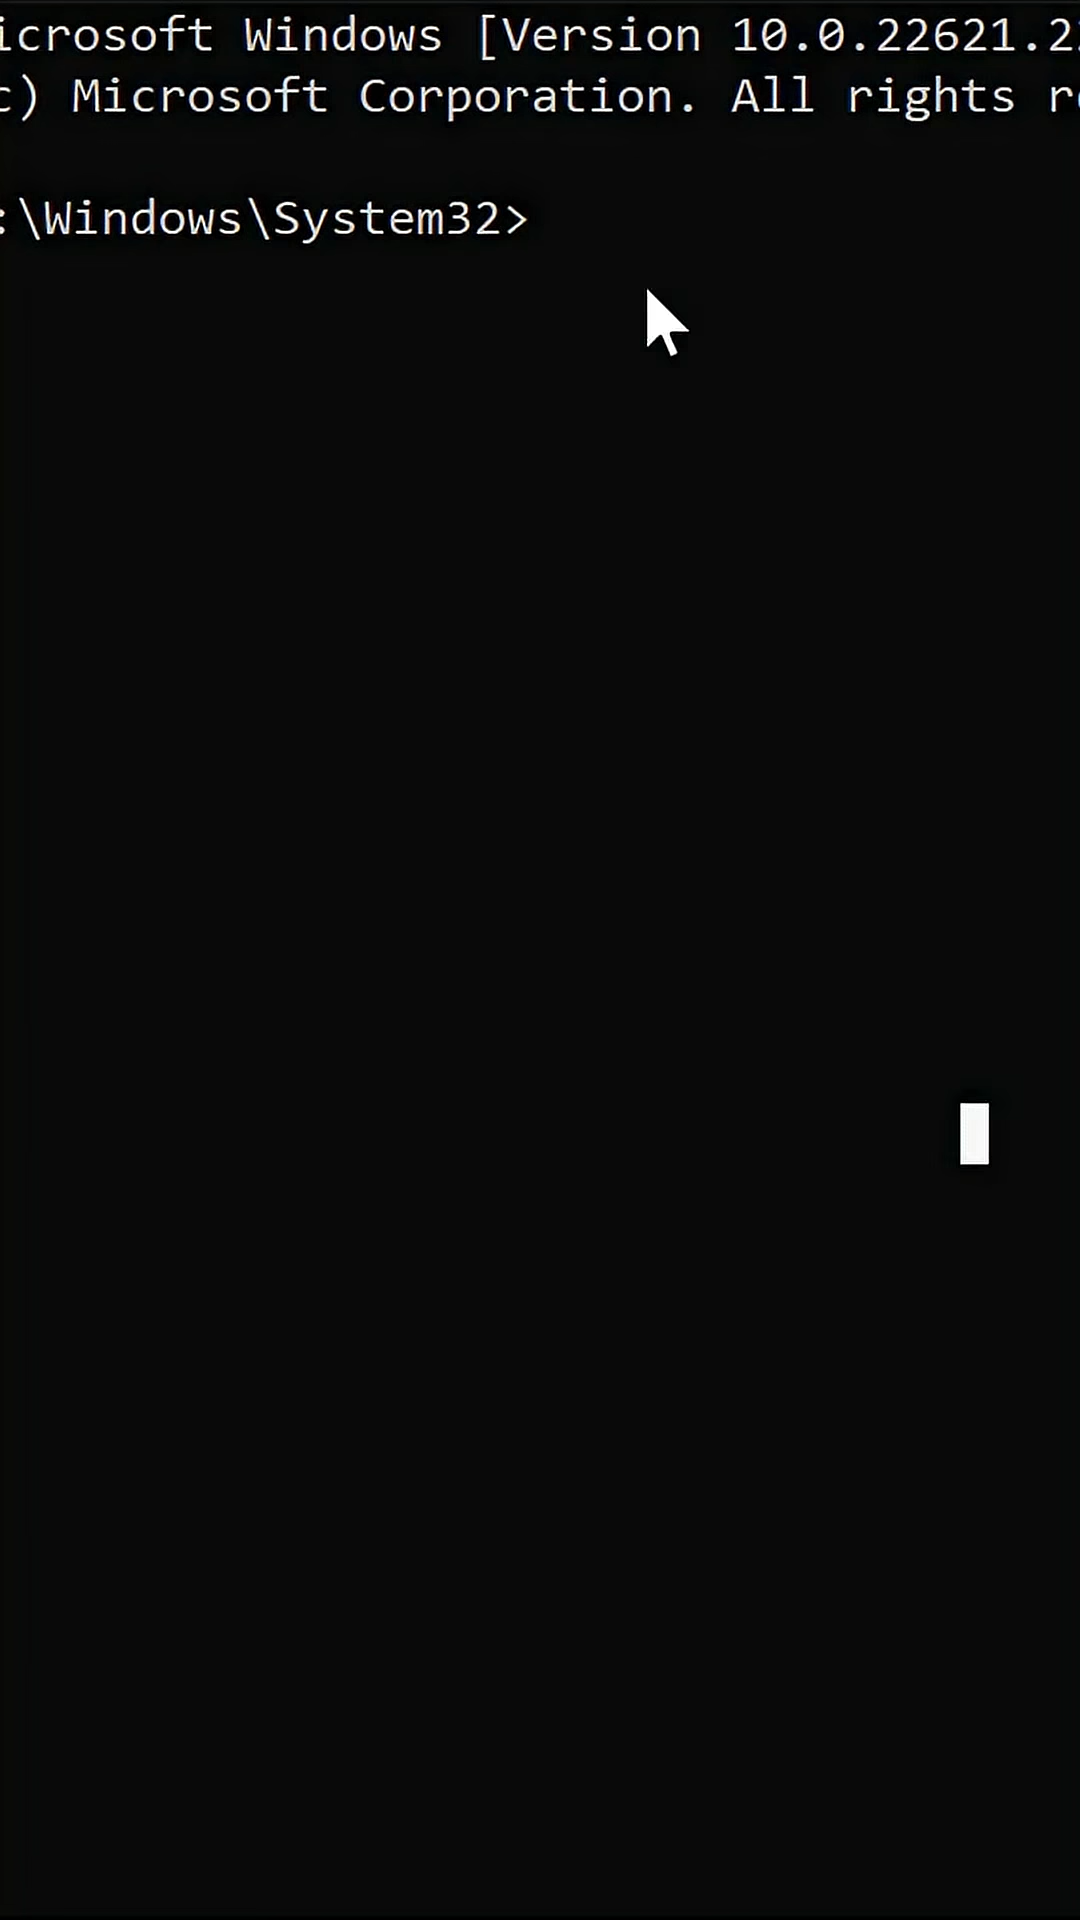 icrosoft Windows [Version 10.0.22621.2
c) Microsoft Corporation. All rights r
:\Windows\System32>